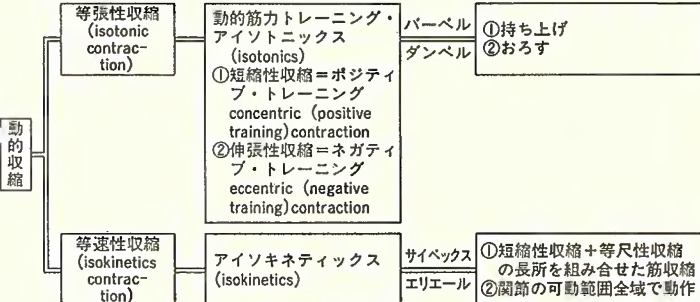 動的収縮
等張性収縮
(isotonic
contrac-
tion)
動的筋力トレーニング・
アイソトニックス
(isotonics)
①短縮性収縮＝ポジティ
ブ・トレーニング
concentric (positive
training)contraction
②伸張性収縮＝ネガティ
ブ・トレーニング
eccentric (negative
training)contraction
バーベル
ダンベル
①持ち上げ
②おろす
等速性収縮
(isokinetics
contrac-
tion)
アイソキネティックス
(isokinetics)
サイベックス
エリエール
①短縮性収縮＋等尺性収縮
の長所を組み合せた筋収縮
②関節の可動範囲全域で動作